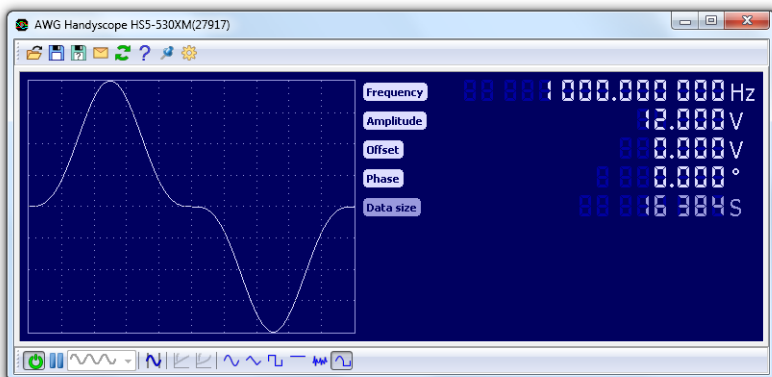 AWG Handyscope HS5-530XM(27917)
Frequency 1 000.000 000 Hz
Amplitude 12.000 V
Offset 0.000 V
Phase 0.000 °
Data size 16 384 S